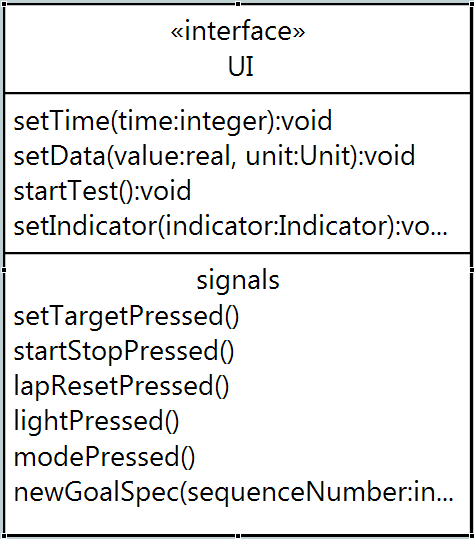 «interface»
UI
setTime(time:integer):void
setData(value:real, unit:Unit):void
startTest():void
setIndicator(indicator:Indicator):vo...
signals
setTargetPressed()
startStopPressed()
lapResetPressed()
lightPressed()
modePressed()
newGoalSpec(sequenceNumber:in...